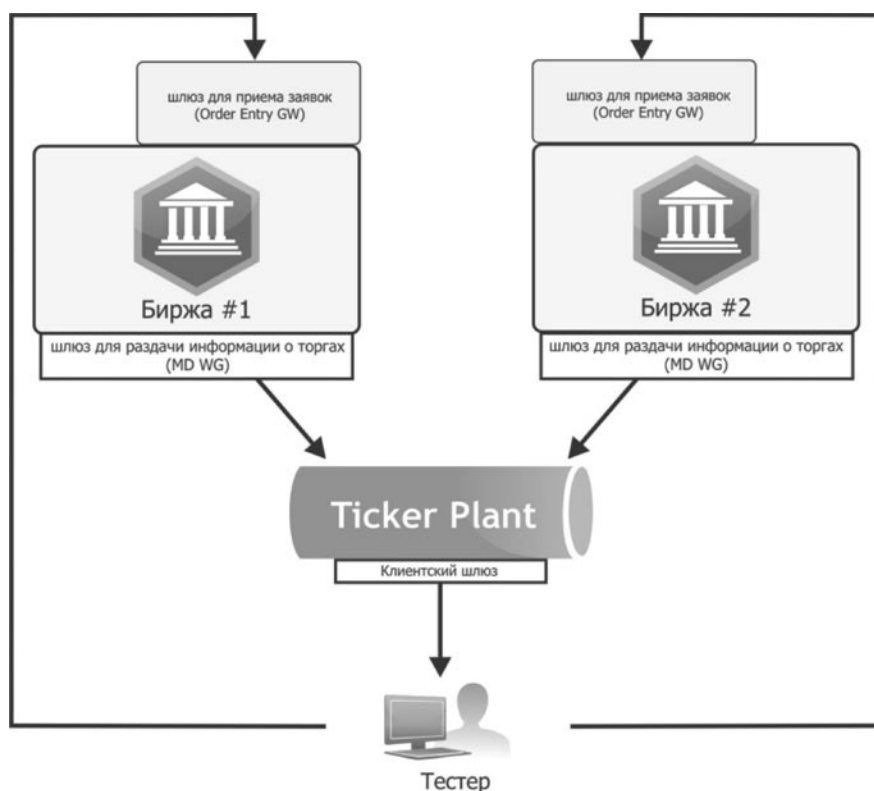 шлюз для приема заявок
(Order Entry GW)
Биржа #1
шлюз для раздачи информации о торгах
(MD WG)
шлюз для приема заявок
(Order Entry GW)
Биржа #2
шлюз для раздачи информации о торгах
(MD WG)
Ticker Plant
Клиентский шлюз
Тестер